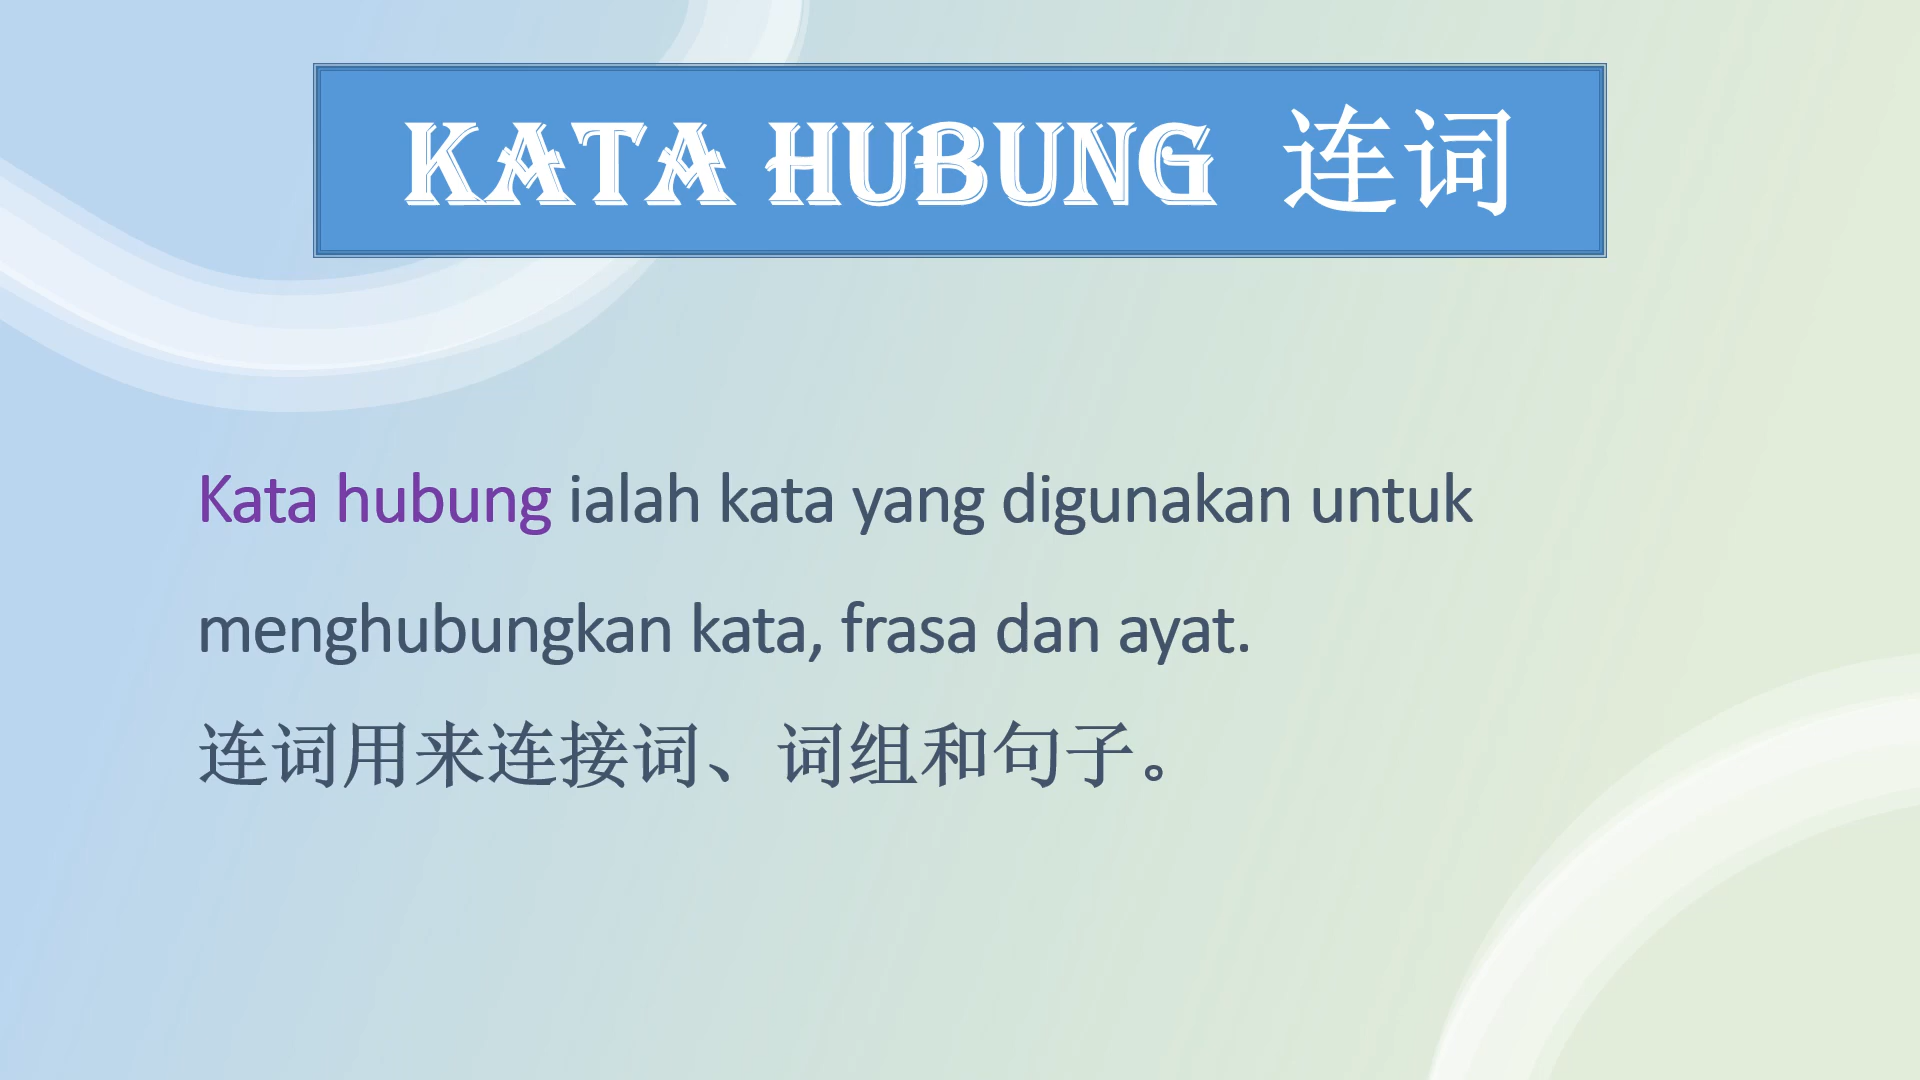 KATA HUBUNG 连词
Kata hubung ialah kata yang digunakan untuk
menghubungkan kata, frasa dan ayat.
连词用来连接词、词组和句子。